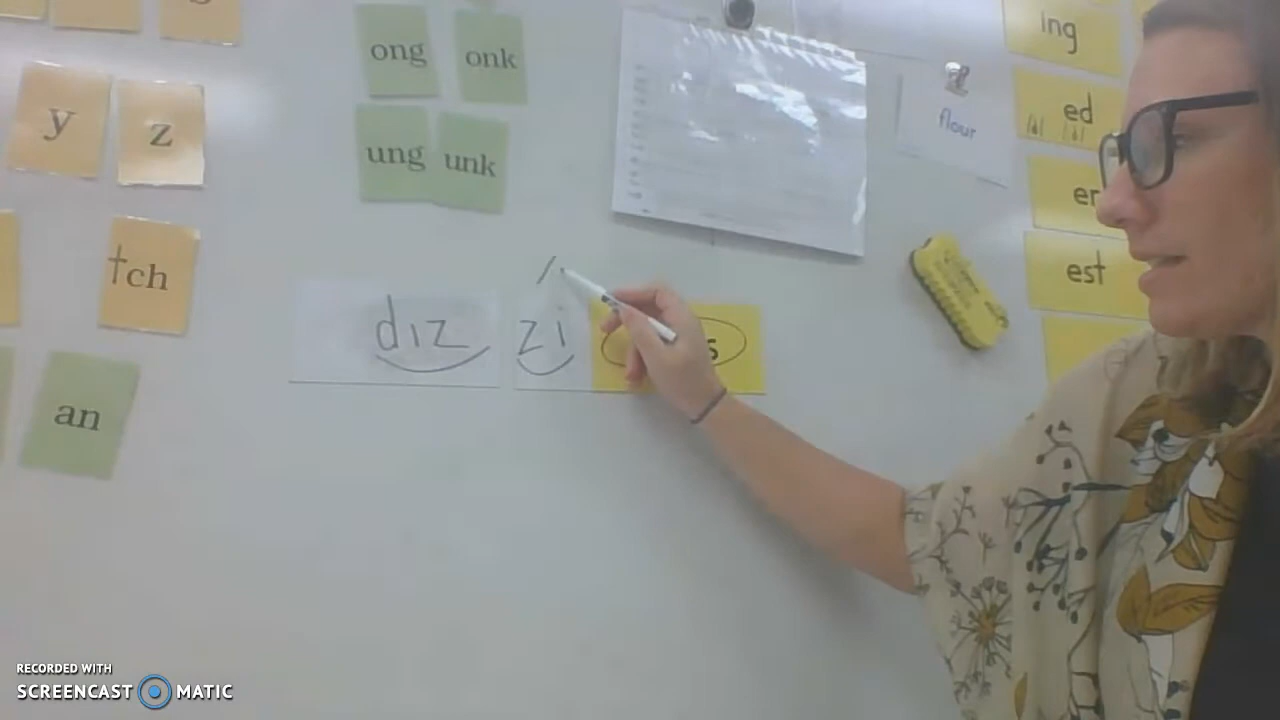 ong onk
ing
y z
ung unk
flour
ed
er
tch
est
diz zi
s
an
RECORDED WITH
SCREENCAST MATIC